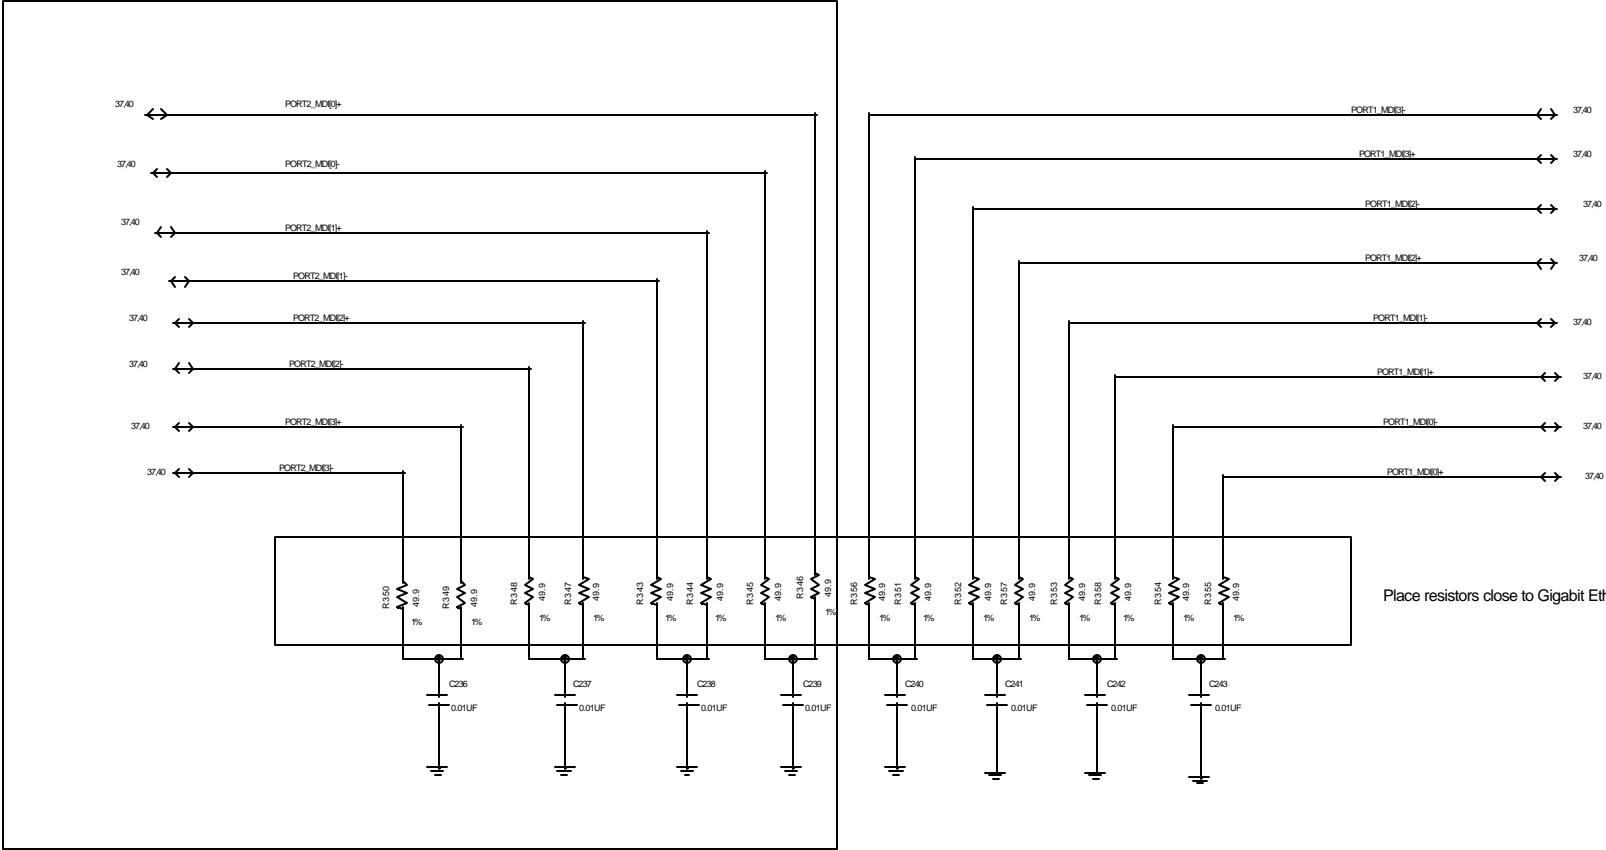 37,40 PORT2_MDI[0]+
37,40 PORT2_MDI[0]-
37,40 PORT2_MDI[1]+
37,40 PORT2_MDI[1]-
37,40 PORT2_MDI[2]+
37,40 PORT2_MDI[2]-
37,40 PORT2_MDI[3]+
37,40 PORT2_MDI[3]-
PORT1_MDI[3]- 37,40
PORT1_MDI[3]+ 37,40
PORT1_MDI[2]- 37,40
PORT1_MDI[2]+ 37,40
PORT1_MDI[1]- 37,40
PORT1_MDI[1]+ 37,40
PORT1_MDI[0]- 37,40
PORT1_MDI[0]+ 37,40
R350 49.9 1%
R349 49.9 1%
R348 49.9 1%
R347 49.9 1%
R343 49.9 1%
R344 49.9 1%
R345 49.9 1%
R346 49.9 1%
R356 49.9 1%
R351 49.9 1%
R352 49.9 1%
R357 49.9 1%
R353 49.9 1%
R358 49.9 1%
R354 49.9 1%
R355 49.9 1%
Place resistors close to Gigabit Eth
C236 0.01UF
C237 0.01UF
C238 0.01UF
C239 0.01UF
C240 0.01UF
C241 0.01UF
C242 0.01UF
C243 0.01UF